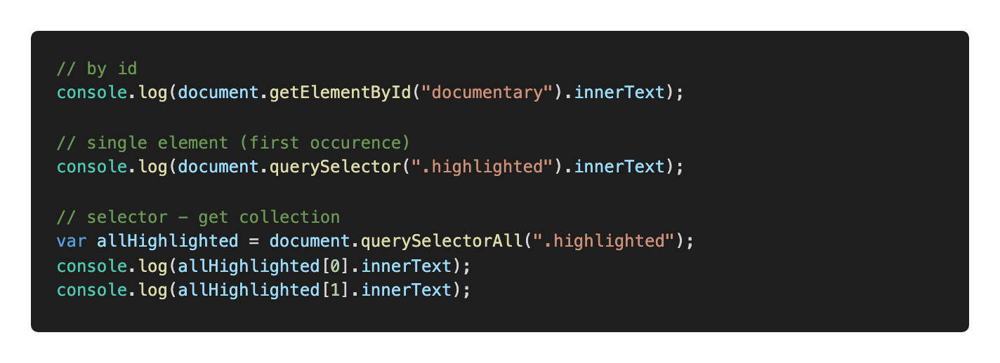 // by id
console.log(document.getElementById("documentary").innerText);
// single element (first occurence)
console.log(document.querySelector(".highlighted").innerText);
// selector – get collection
var allHighlighted = document.querySelectorAll(".highlighted");
console.log(allHighlighted[0].innerText);
console.log(allHighlighted[1].innerText);